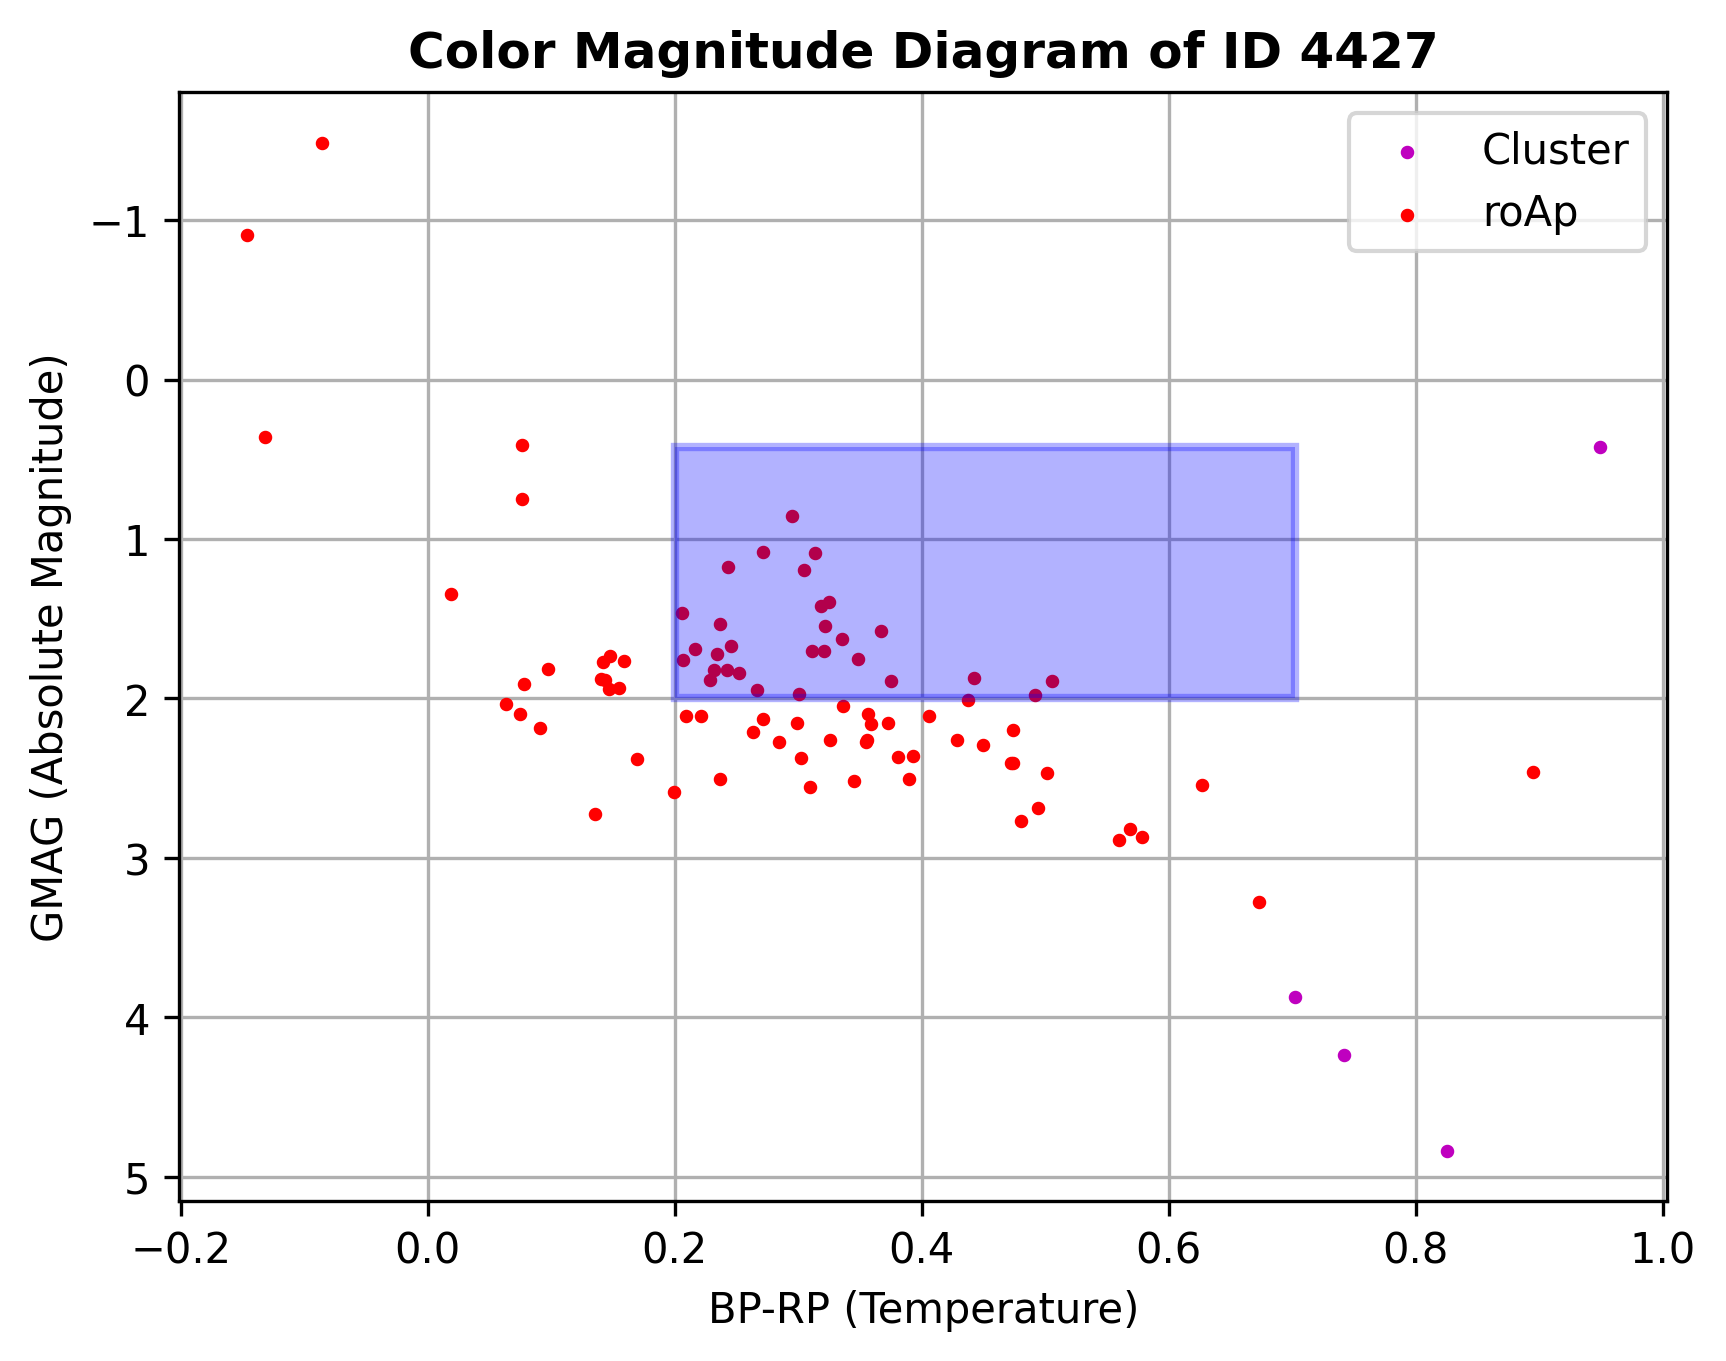 Color Magnitude Diagram of ID 4427
Cluster
roAp
GMAG (Absolute Magnitude)
−1
0
1
2
3
4
5
−0.2 0.0 0.2 0.4 0.6 0.8 1.0
BP-RP (Temperature)